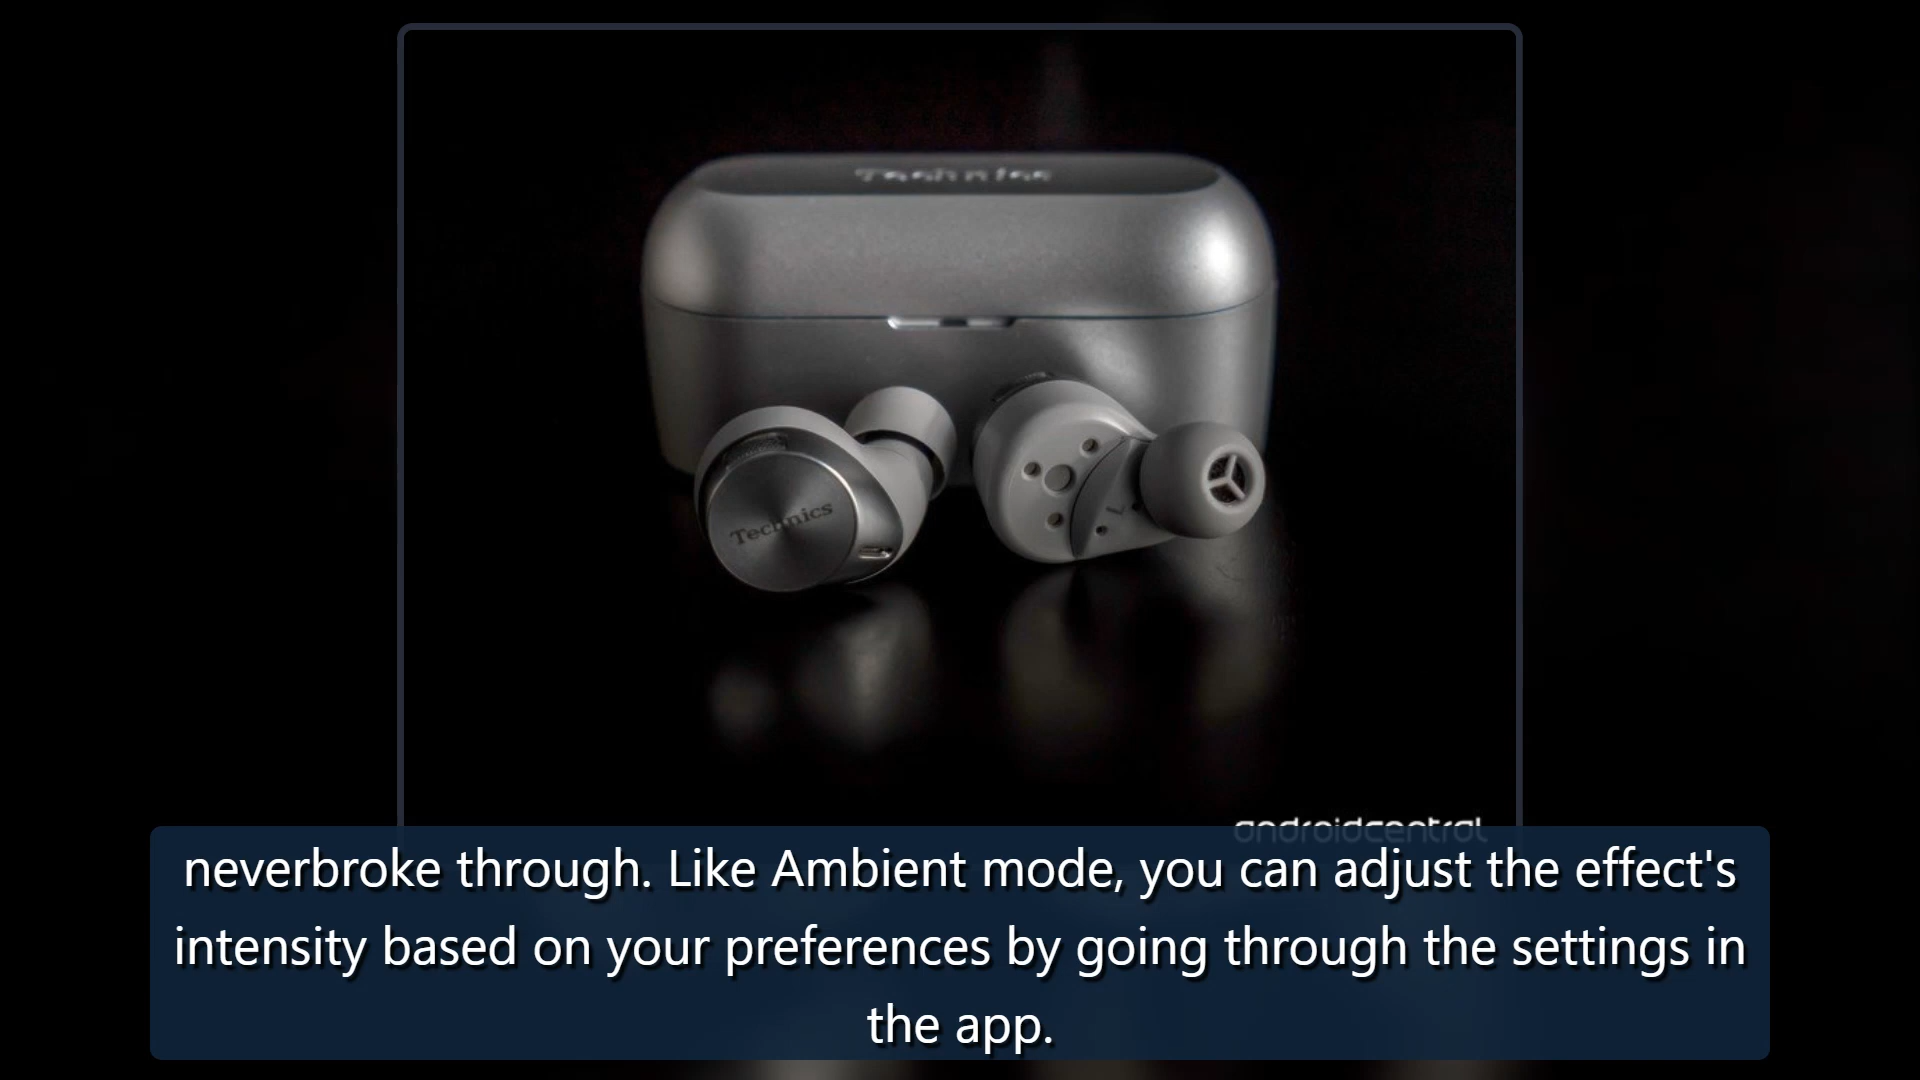 Technics
Technics
L
androidcentral
neverbroke through. Like Ambient mode, you can adjust the effect's
intensity based on your preferences by going through the settings in
the app.